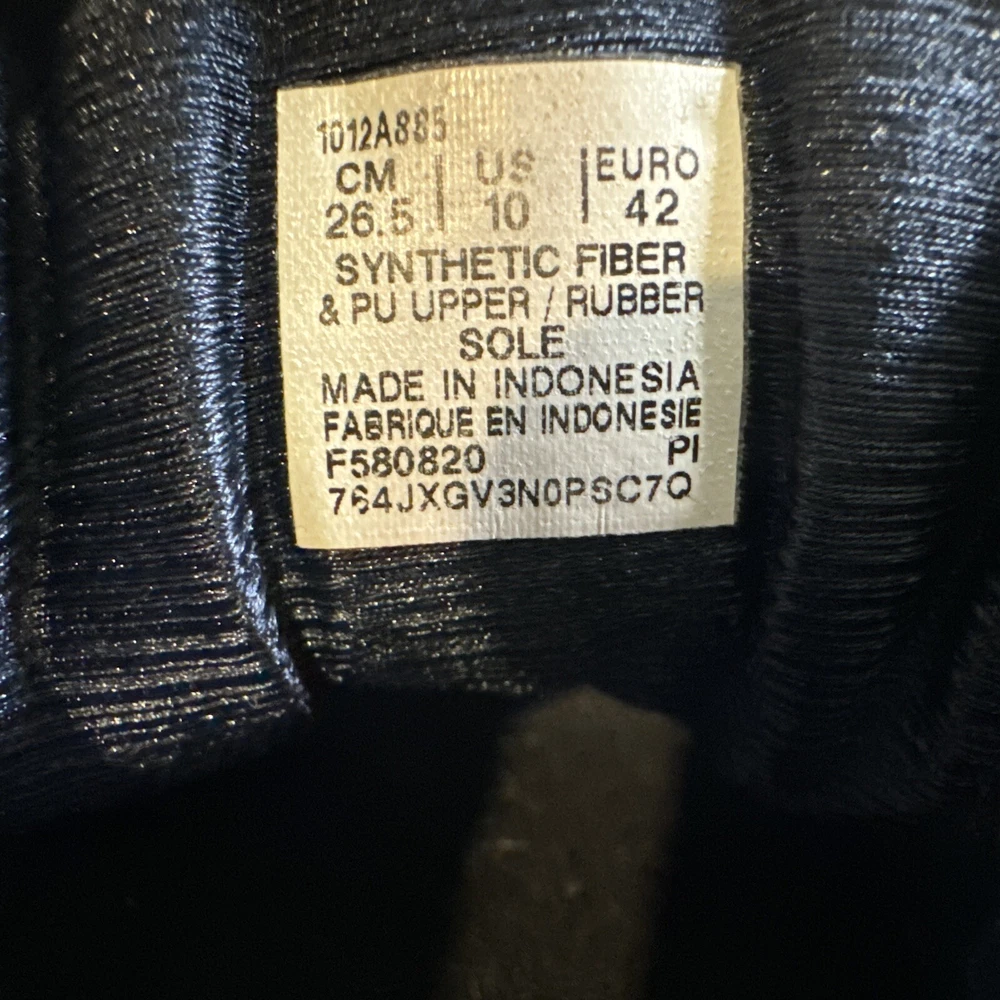 1012A885
CM | US | EURO
26.5 | 10 | 42
SYNTHETIC FIBER
& PU UPPER / RUBBER
SOLE
MADE IN INDONESIA
FABRIQUE EN INDONESIE
F580820 PI
764JXGV3N0PSC7Q